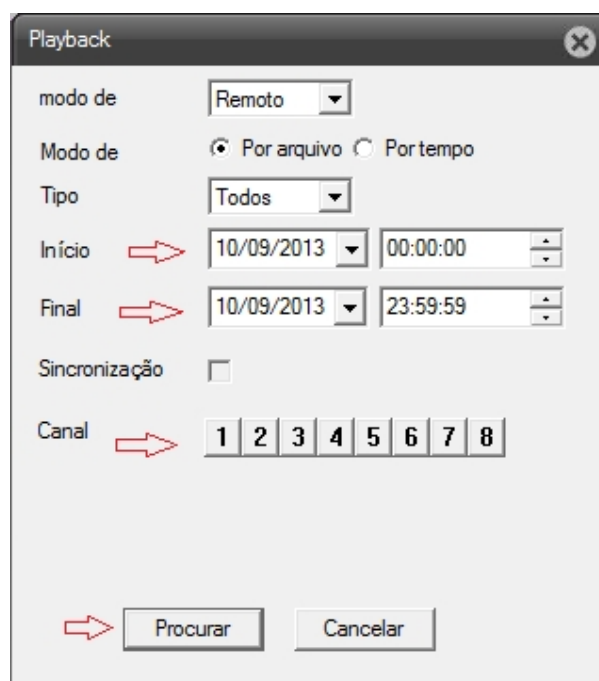 Playback
modo de Remoto
Modo de Por arquivo Por tempo
Tipo Todos
Início 10/09/2013 00:00:00
Final 10/09/2013 23:59:59
Sincronização
Canal 1 2 3 4 5 6 7 8
Procurar Cancelar